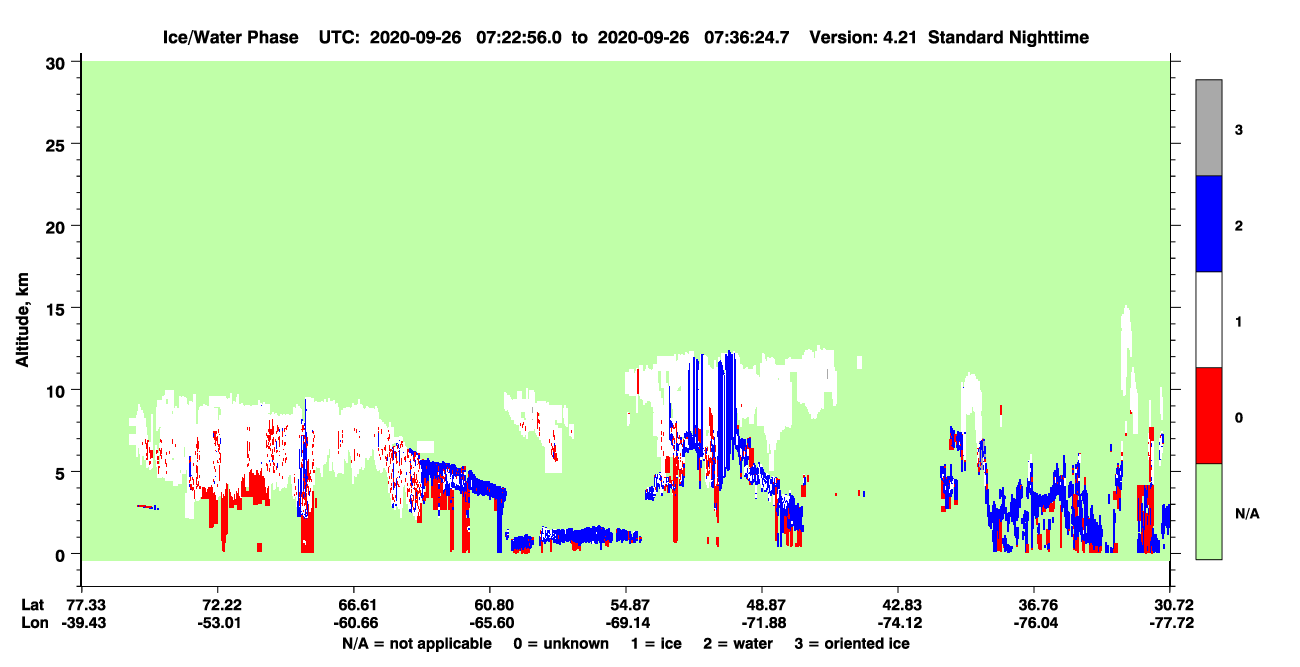 Ice/Water Phase UTC: 2020-09-26 07:22:56.0 to 2020-09-26 07:36:24.7 Version: 4.21 Standard Nighttime
30
25
20
15
10
5
0
Altitude, km
3
2
1
0
N/A
Lat 77.33 72.22 66.61 60.80 54.87 48.87 42.83 36.76 30.72
Lon -39.43 -53.01 -60.66 -65.60 -69.14 -71.88 -74.12 -76.04 -77.72
N/A = not applicable 0 = unknown 1 = ice 2 = water 3 = oriented ice